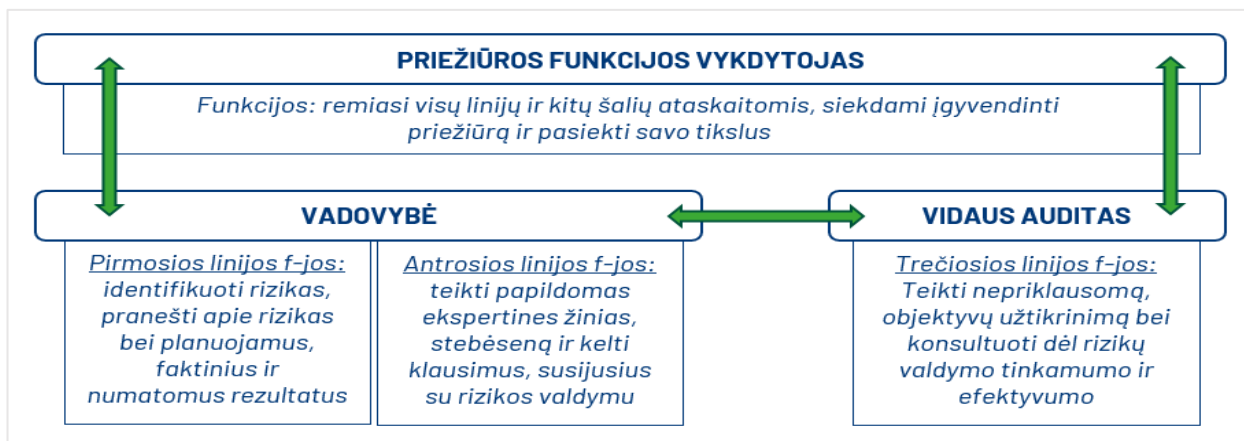 PRIEŽIŪROS FUNKCIJOS VYKDYTOJAS
Funkcijos: remiasi visų linijų ir kitų šalių ataskaitomis, siekdami įgyvendinti
priežiūrą ir pasiekti savo tikslus
VADOVYBĖ
Pirmosios linijos f-jos:
identifikuoti rizikas,
pranešti apie rizikas
bei planuojamus,
faktinius ir
numatomus rezultatus
Antrosios linijos f-jos:
teikti papildomas
ekspertines žinias,
stebėseną ir kelti
klausimus, susijusius
su rizikos valdymu
VIDAUS AUDITAS
Trečiosios linijos f-jos:
Teikti nepriklausomą,
objektyvų užtikrinimą bei
konsultuoti dėl rizikų
valdymo tinkamumo ir
efektyvumo